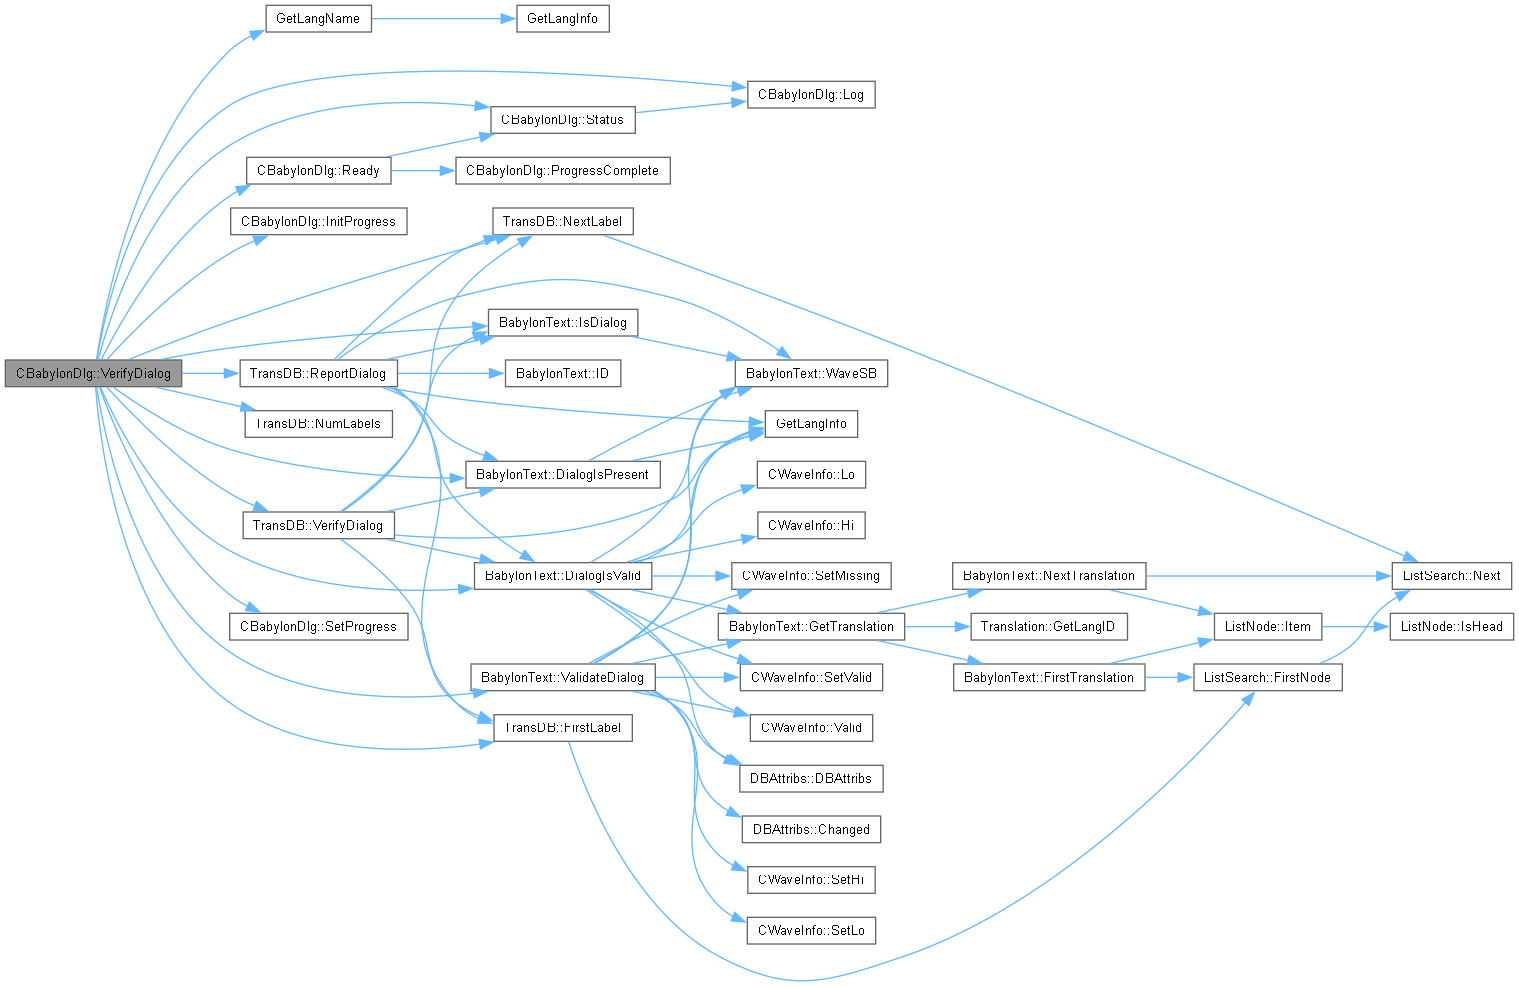 GetLangName
GetLangInfo
CBabylonDlg::Log
CBabylonDlg::Status
CBabylonDlg::Ready
CBabylonDlg::ProgressComplete
CBabylonDlg::InitProgress
TransDB::NextLabel
BabylonText::IsDialog
CBabylonDlg::VerifyDialog
TransDB::ReportDialog
BabylonText::ID
BabylonText::WaveSB
TransDB::NumLabels
GetLangInfo
BabylonText::DialogIsPresent
CWaveInfo::Lo
TransDB::VerifyDialog
CWaveInfo::Hi
BabylonText::DialogIsValid
CWaveInfo::SetMissing
BabylonText::NextTranslation
ListSearch::Next
CBabylonDlg::SetProgress
BabylonText::GetTranslation
Translation::GetLangID
ListNode::Item
ListNode::IsHead
BabylonText::ValidateDialog
CWaveInfo::SetValid
BabylonText::FirstTranslation
ListSearch::FirstNode
TransDB::FirstLabel
CWaveInfo::Valid
DBAttribs::DBAttribs
DBAttribs::Changed
CWaveInfo::SetHi
CWaveInfo::SetLo